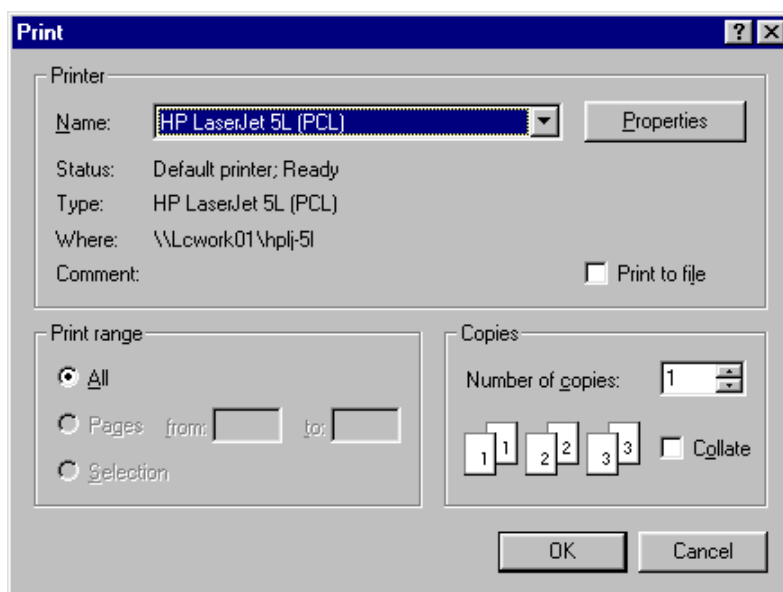 Print
Printer
Name: HP LaserJet 5L (PCL) Properties
Status: Default printer; Ready
Type: HP LaserJet 5L (PCL)
Where: \\Lcwork01\hplj-5l
Comment: Print to file
Print range
All
Pages from: to:
Selection
Copies
Number of copies: 1
1 1 2 2 3 3 Collate
OK Cancel